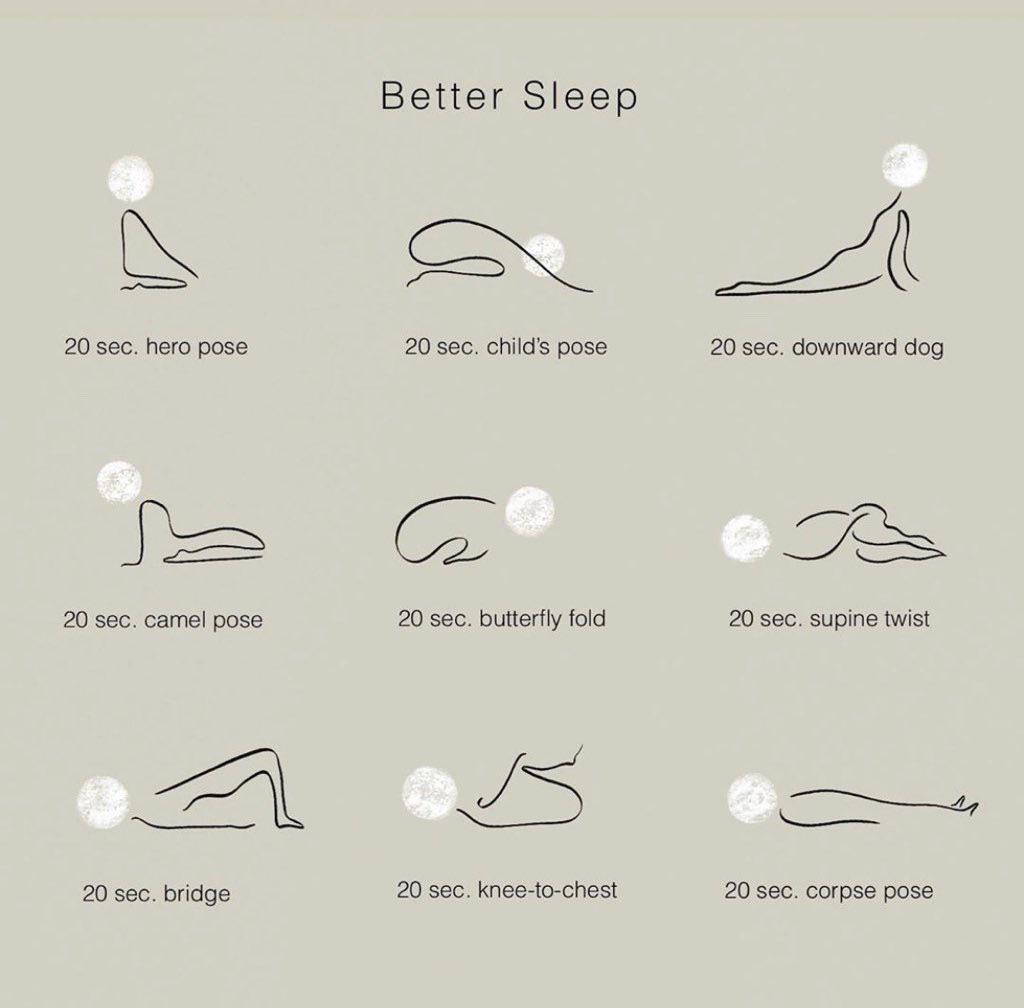 Better Sleep
20 sec. hero pose
20 sec. child's pose
20 sec. downward dog
20 sec. camel pose
20 sec. butterfly fold
20 sec. supine twist
20 sec. bridge
20 sec. knee-to-chest
20 sec. corpse pose